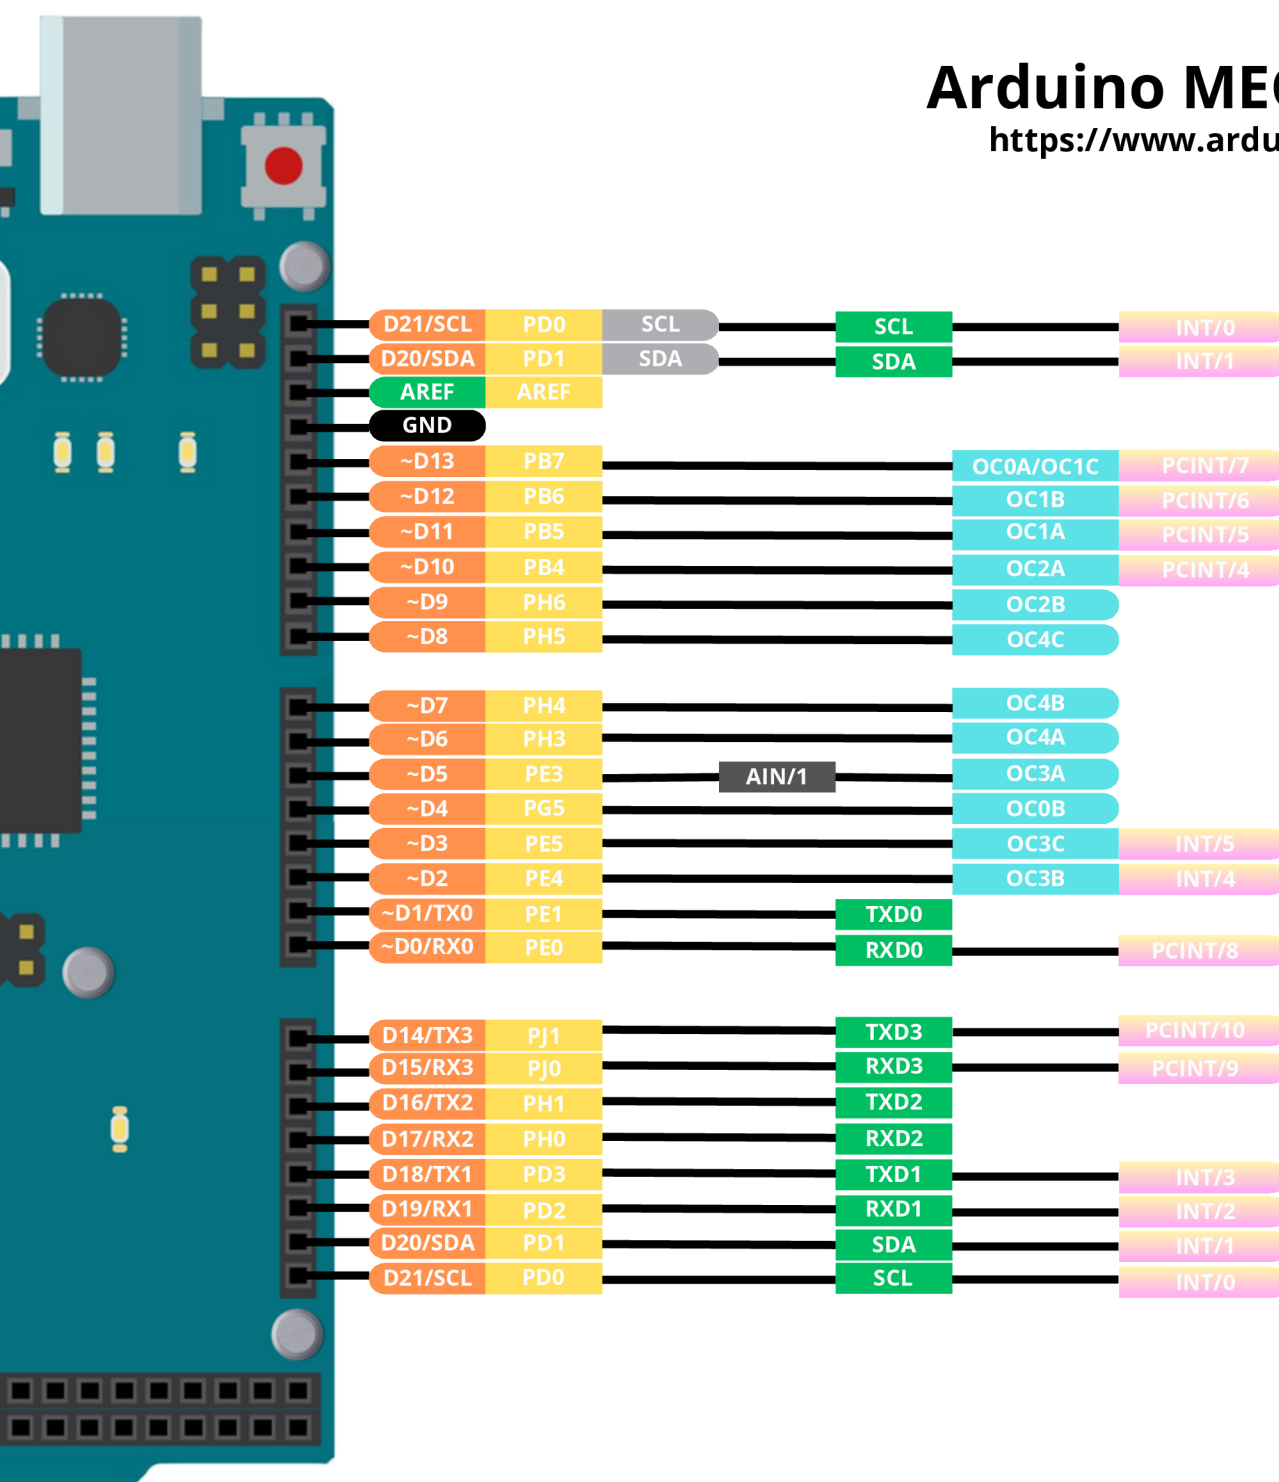 Arduino ME
https://www.ardu
D21/SCL PD0 SCL SCL INT/0
D20/SDA PD1 SDA SDA INT/1
AREF AREF
GND
~D13 PB7 OC0A/OC1C PCINT/7
~D12 PB6 OC1B PCINT/6
~D11 PB5 OC1A PCINT/5
~D10 PB4 OC2A PCINT/4
~D9 PH6 OC2B
~D8 PH5 OC4C
~D7 PH4 OC4B
~D6 PH3 OC4A
~D5 PE3 AIN/1 OC3A
~D4 PG5 OC0B
~D3 PE5 OC3C INT/5
~D2 PE4 OC3B INT/4
~D1/TX0 PE1 TXD0
~D0/RX0 PE0 RXD0 PCINT/8
D14/TX3 PJ1 TXD3 PCINT/10
D15/RX3 PJ0 RXD3 PCINT/9
D16/TX2 PH1 TXD2
D17/RX2 PH0 RXD2
D18/TX1 PD3 TXD1 INT/3
D19/RX1 PD2 RXD1 INT/2
D20/SDA PD1 SDA INT/1
D21/SCL PD0 SCL INT/0